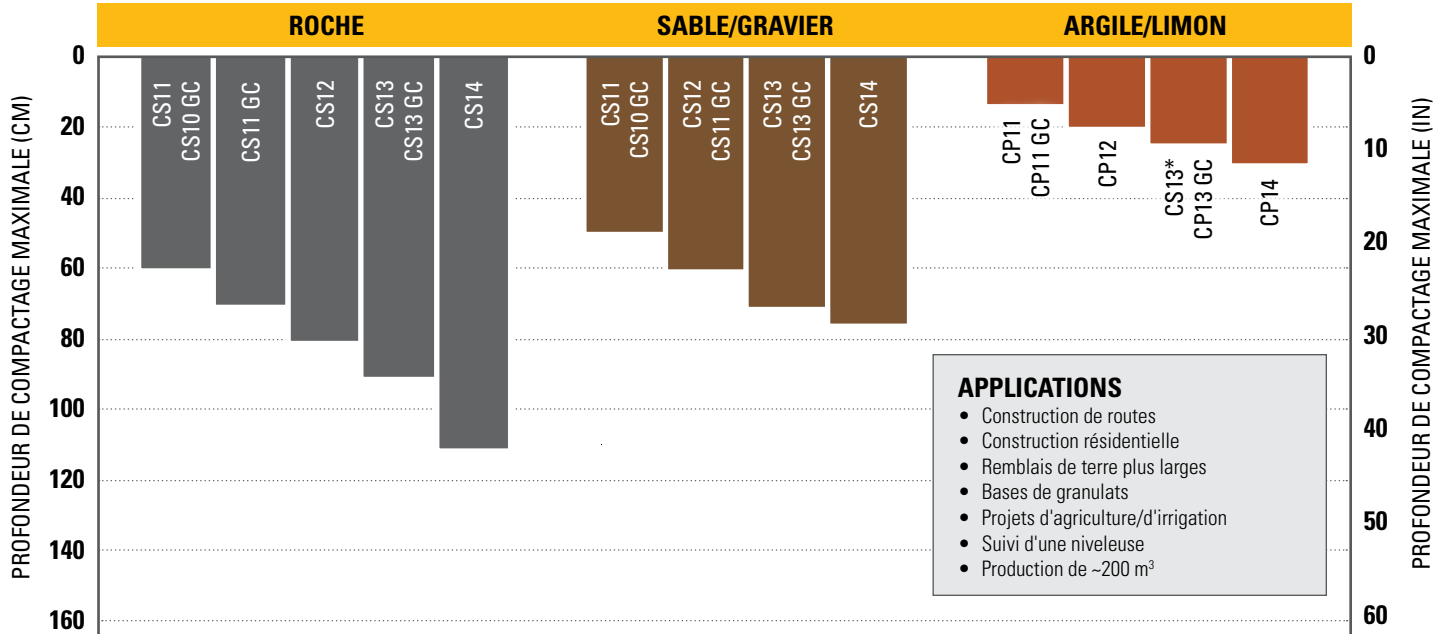 ROCHE
SABLE/GRAVIER
ARGILE/LIMON
PROFONDEUR DE COMPACTAGE MAXIMALE (CM)
0
20
40
60
80
100
120
140
160
CS11
CS10 GC
CS11 GC
CS12
CS13
CS13 GC
CS14
CS11
CS10 GC
CS12
CS11 GC
CS13
CS13 GC
CS14
CP11
CP11 GC
CP12
CS13*
CP13 GC
CP14
APPLICATIONS
• Construction de routes
• Construction résidentielle
• Remblais de terre plus larges
• Bases de granulats
• Projets d'agriculture/d'irrigation
• Suivi d'une niveleuse
• Production de ~200 m³
0
10
20
30
40
50
60
PROFONDEUR DE COMPACTAGE MAXIMALE (IN)